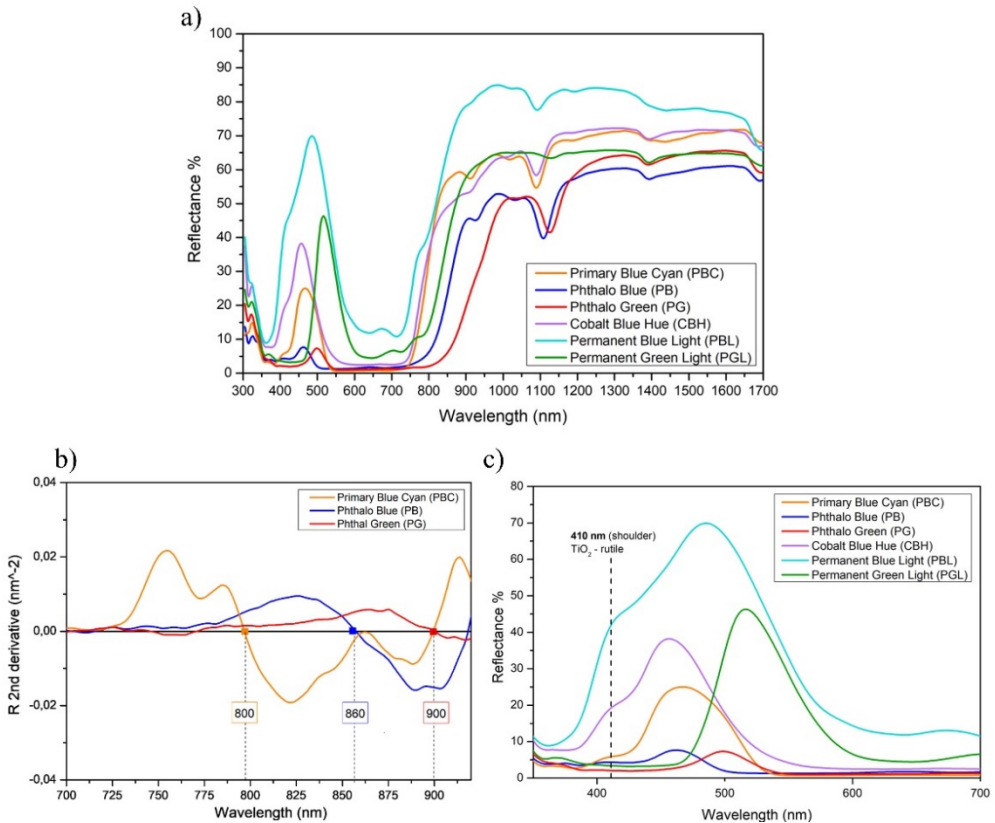 a)
Reflectance %
100
90
80
70
60
50
40
30
20
10
0
Primary Blue Cyan (PBC)
Phthalo Blue (PB)
Phthalo Green (PG)
Cobalt Blue Hue (CBH)
Permanent Blue Light (PBL)
Permanent Green Light (PGL)
300 400 500 600 700 800 900 1000 1100 1200 1300 1400 1500 1600 1700
Wavelength (nm)
b)
R 2nd derivative (nm^-2)
0,04
0,02
0,00
-0,02
-0,04
Primary Blue Cyan (PBC)
Phthalo Blue (PB)
Phthal Green (PG)
800 860 900
700 725 750 775 800 825 850 875 900
Wavelength (nm)
c)
Reflectance %
80
70
60
50
40
30
20
10
0
410 nm (shoulder)
TiO₂ - rutile
Primary Blue Cyan (PBC)
Phthalo Blue (PB)
Phthalo Green (PG)
Cobalt Blue Hue (CBH)
Permanent Blue Light (PBL)
Permanent Green Light (PGL)
400 500 600 700
Wavelength (nm)